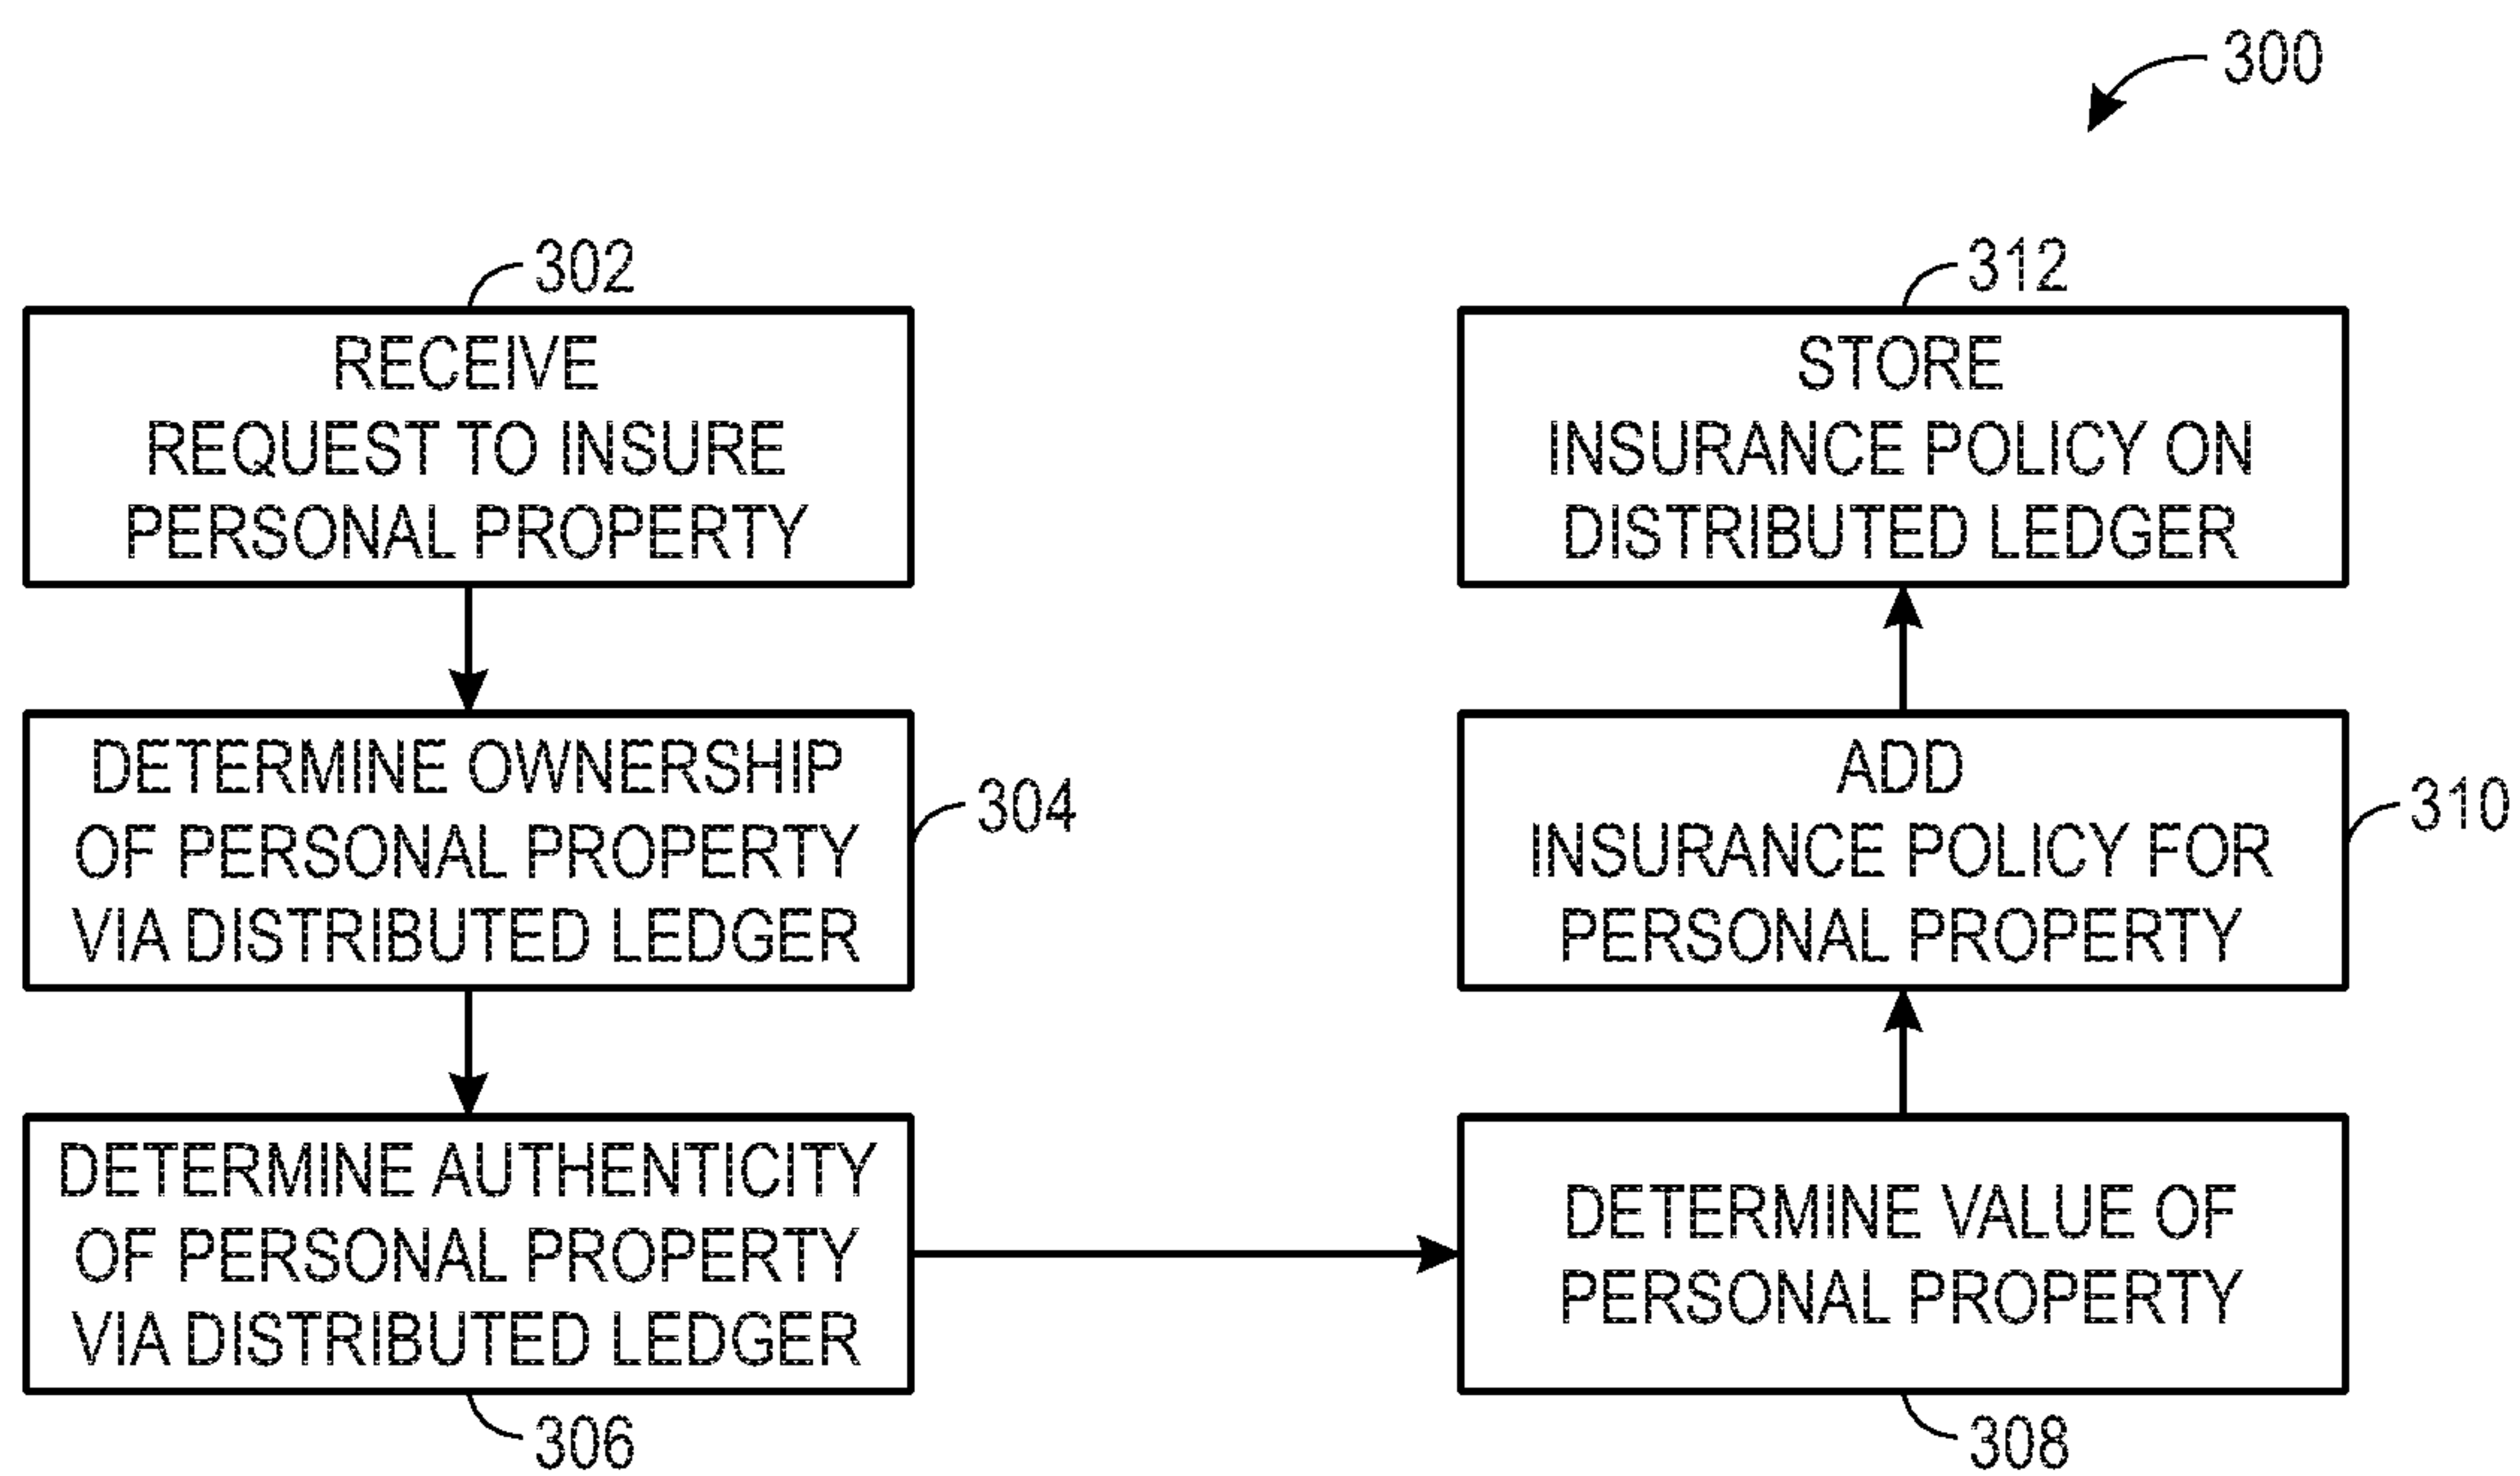 300
302
RECEIVE
REQUEST TO INSURE
PERSONAL PROPERTY
DETERMINE OWNERSHIP
OF PERSONAL PROPERTY
VIA DISTRIBUTED LEDGER
304
DETERMINE AUTHENTICITY
OF PERSONAL PROPERTY
VIA DISTRIBUTED LEDGER
306
DETERMINE VALUE OF
PERSONAL PROPERTY
308
ADD
INSURANCE POLICY FOR
PERSONAL PROPERTY
310
312
STORE
INSURANCE POLICY ON
DISTRIBUTED LEDGER